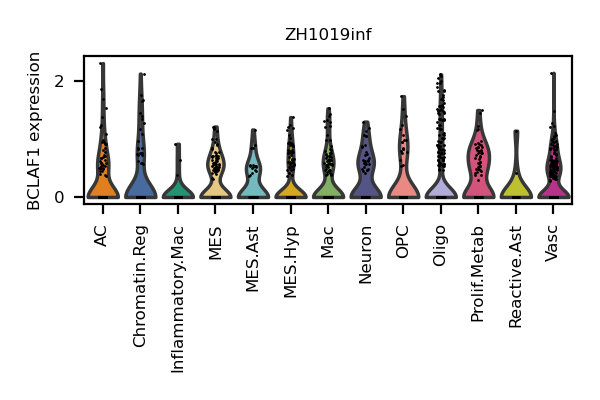 ZH1019inf
BCLAF1 expression
2
0
AC
Chromatin.Reg
Inflammatory.Mac
MES
MES.Ast
MES.Hyp
Mac
Neuron
OPC
Oligo
Prolif.Metab
Reactive.Ast
Vasc